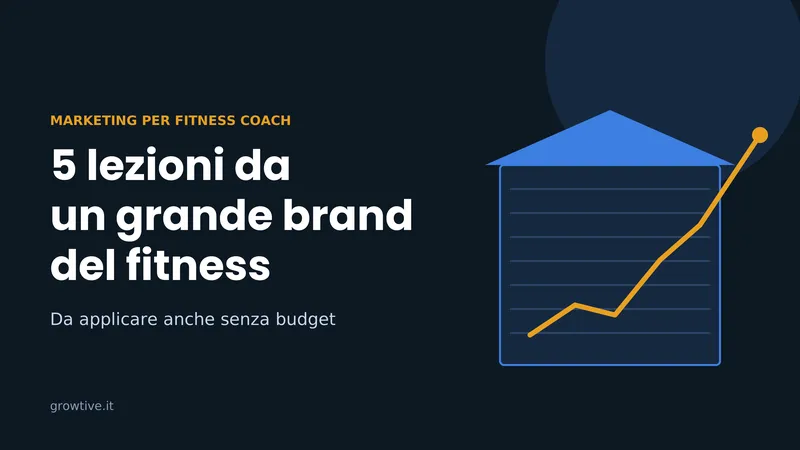 MARKETING PER FITNESS COACH
5 lezioni da
un grande brand
del fitness
Da applicare anche senza budget
growtive.it